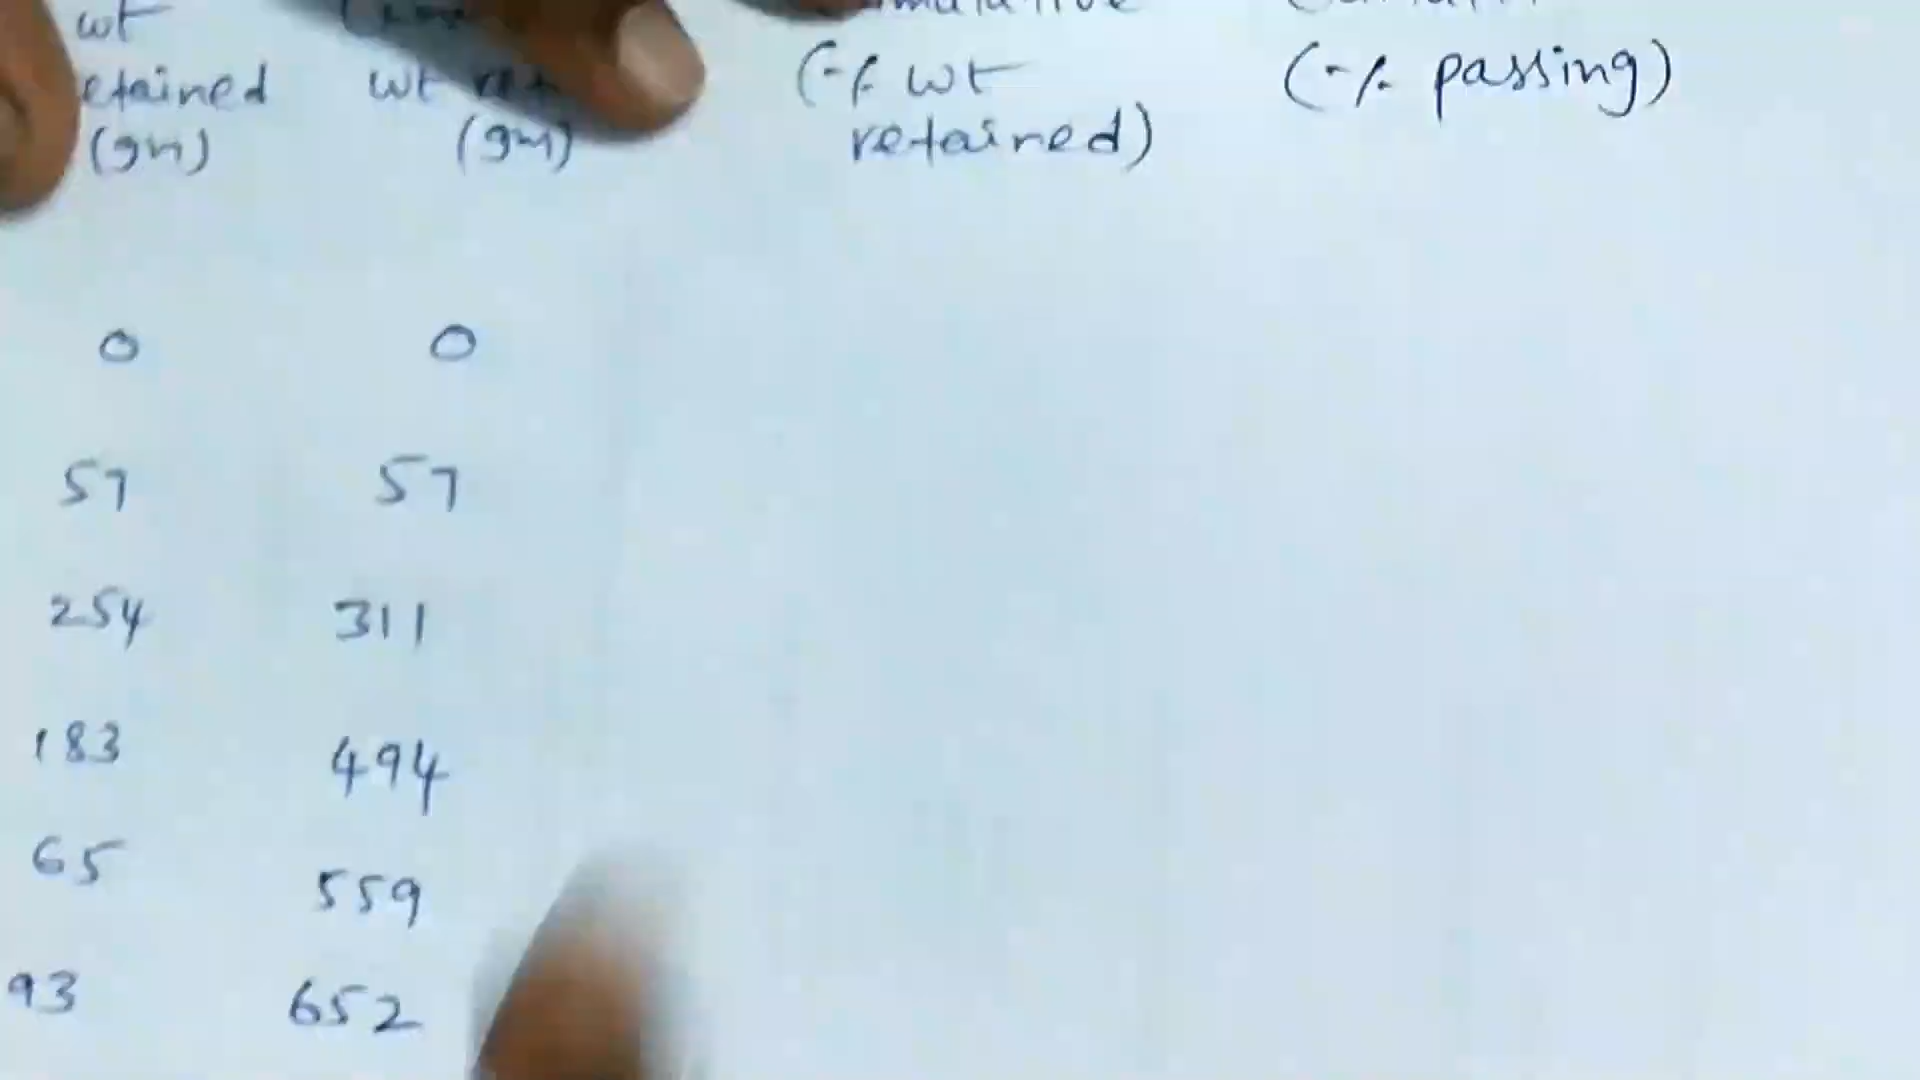 wt
etained
(gm)
wt ret
(gm)
(-/. wt
retained)
(-/. passing)
0 0
57 57
254 311
183 494
65 559
93 652